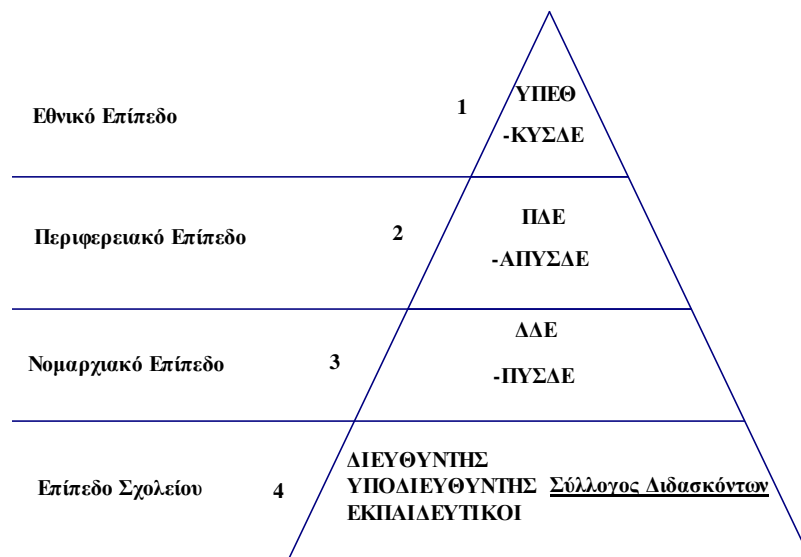 Εθνικό Επίπεδο 1 ΥΠΕΘ
-ΚΥΣΔΕ
Περιφερειακό Επίπεδο 2 ΠΔΕ
-ΑΠΥΣΔΕ
Νομαρχιακό Επίπεδο 3 ΔΔΕ
-ΠΥΣΔΕ
Επίπεδο Σχολείου 4 ΔΙΕΥΘΥΝΤΗΣ
ΥΠΟΔΙΕΥΘΥΝΤΗΣ Σύλλογος Διδασκόντων
ΕΚΠΑΙΔΕΥΤΙΚΟΙ